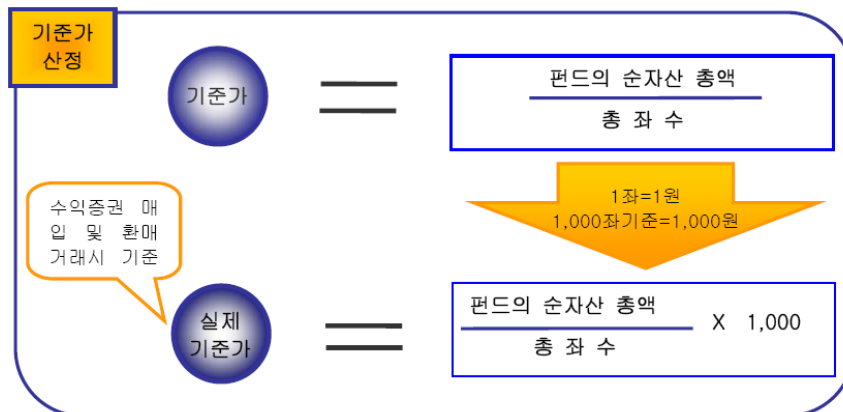 기준가
산정
기준가
펀드의 순자산 총액
총 좌 수
1좌=1원
1,000좌기준=1,000원
수익증권 매
입 및 환매
거래시 기준
실제
기준가
펀드의 순자산 총액
총 좌 수
X 1,000